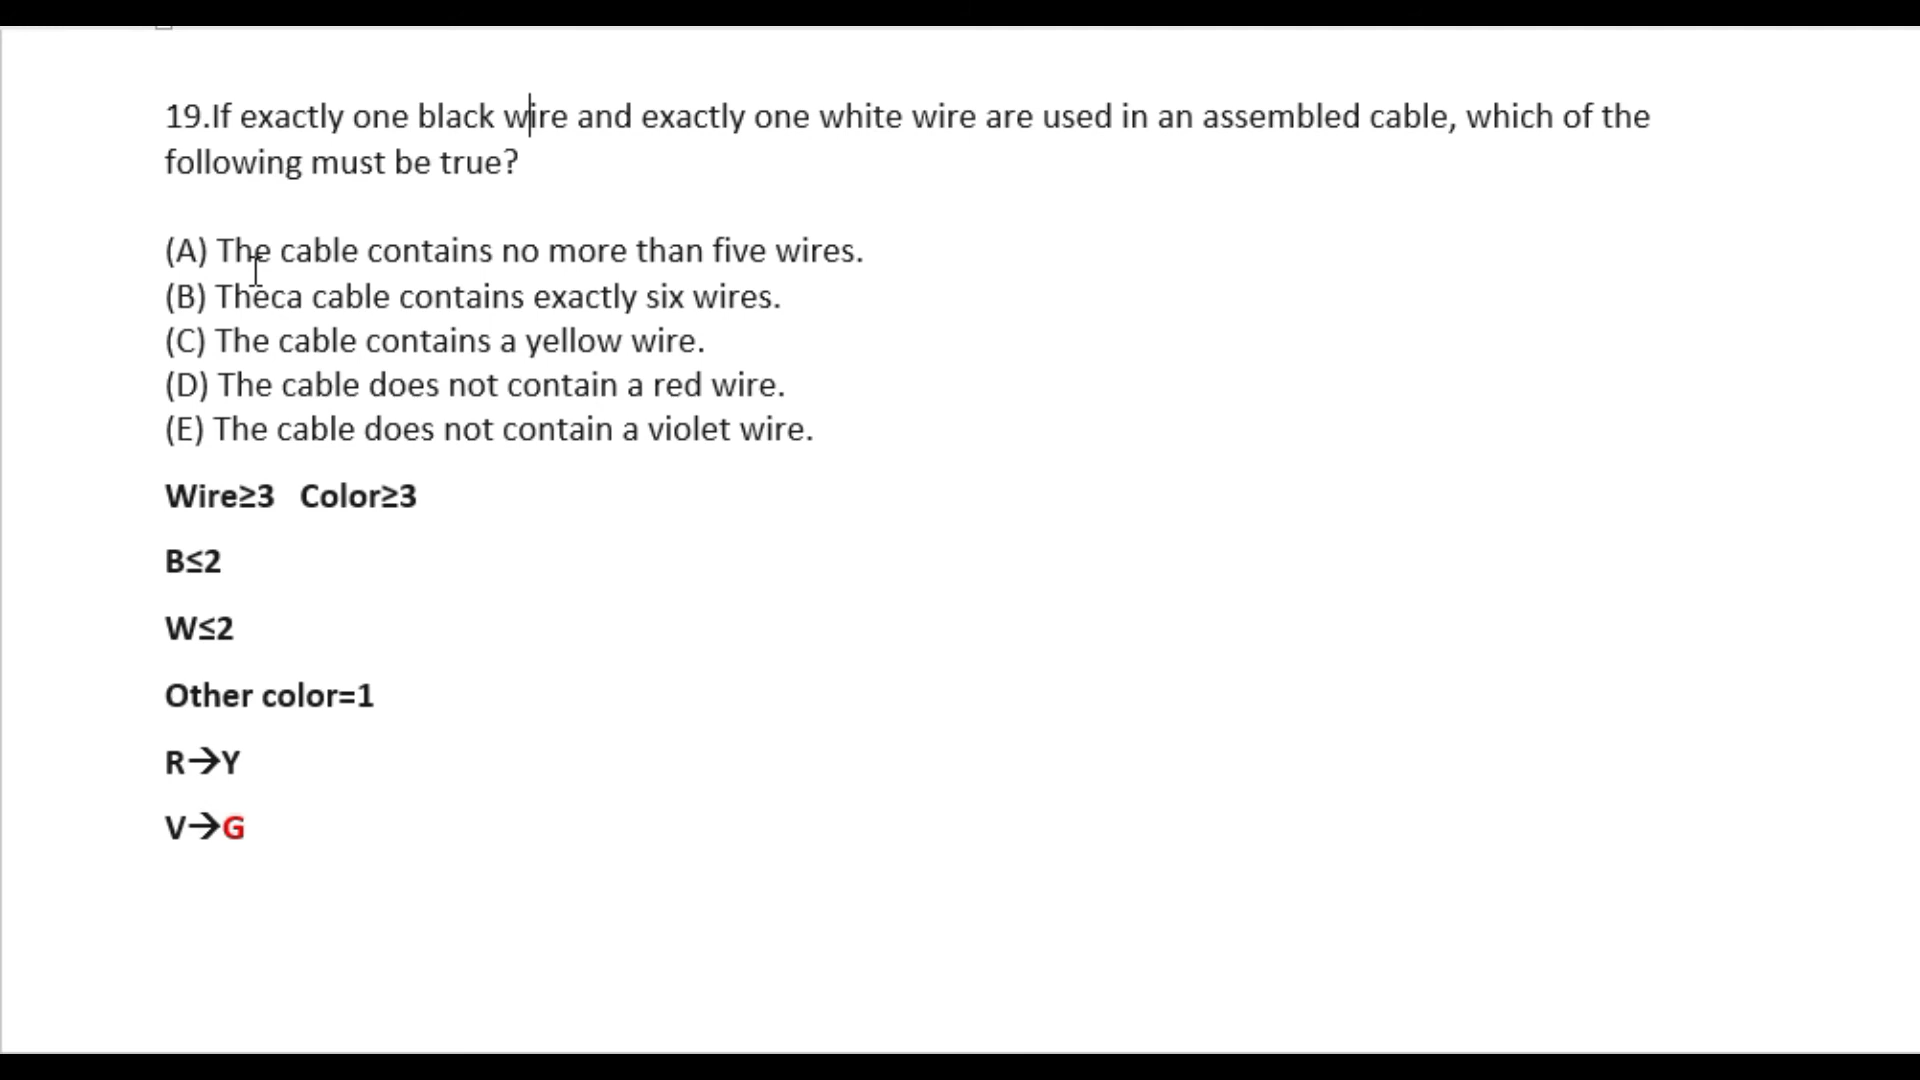 19.If exactly one black wire and exactly one white wire are used in an assembled cable, which of the
following must be true?
(A) The cable contains no more than five wires.
(B) Theca cable contains exactly six wires.
(C) The cable contains a yellow wire.
(D) The cable does not contain a red wire.
(E) The cable does not contain a violet wire.
Wire≥3 Color≥3
B≤2
W≤2
Other color=1
R→Y
V→G